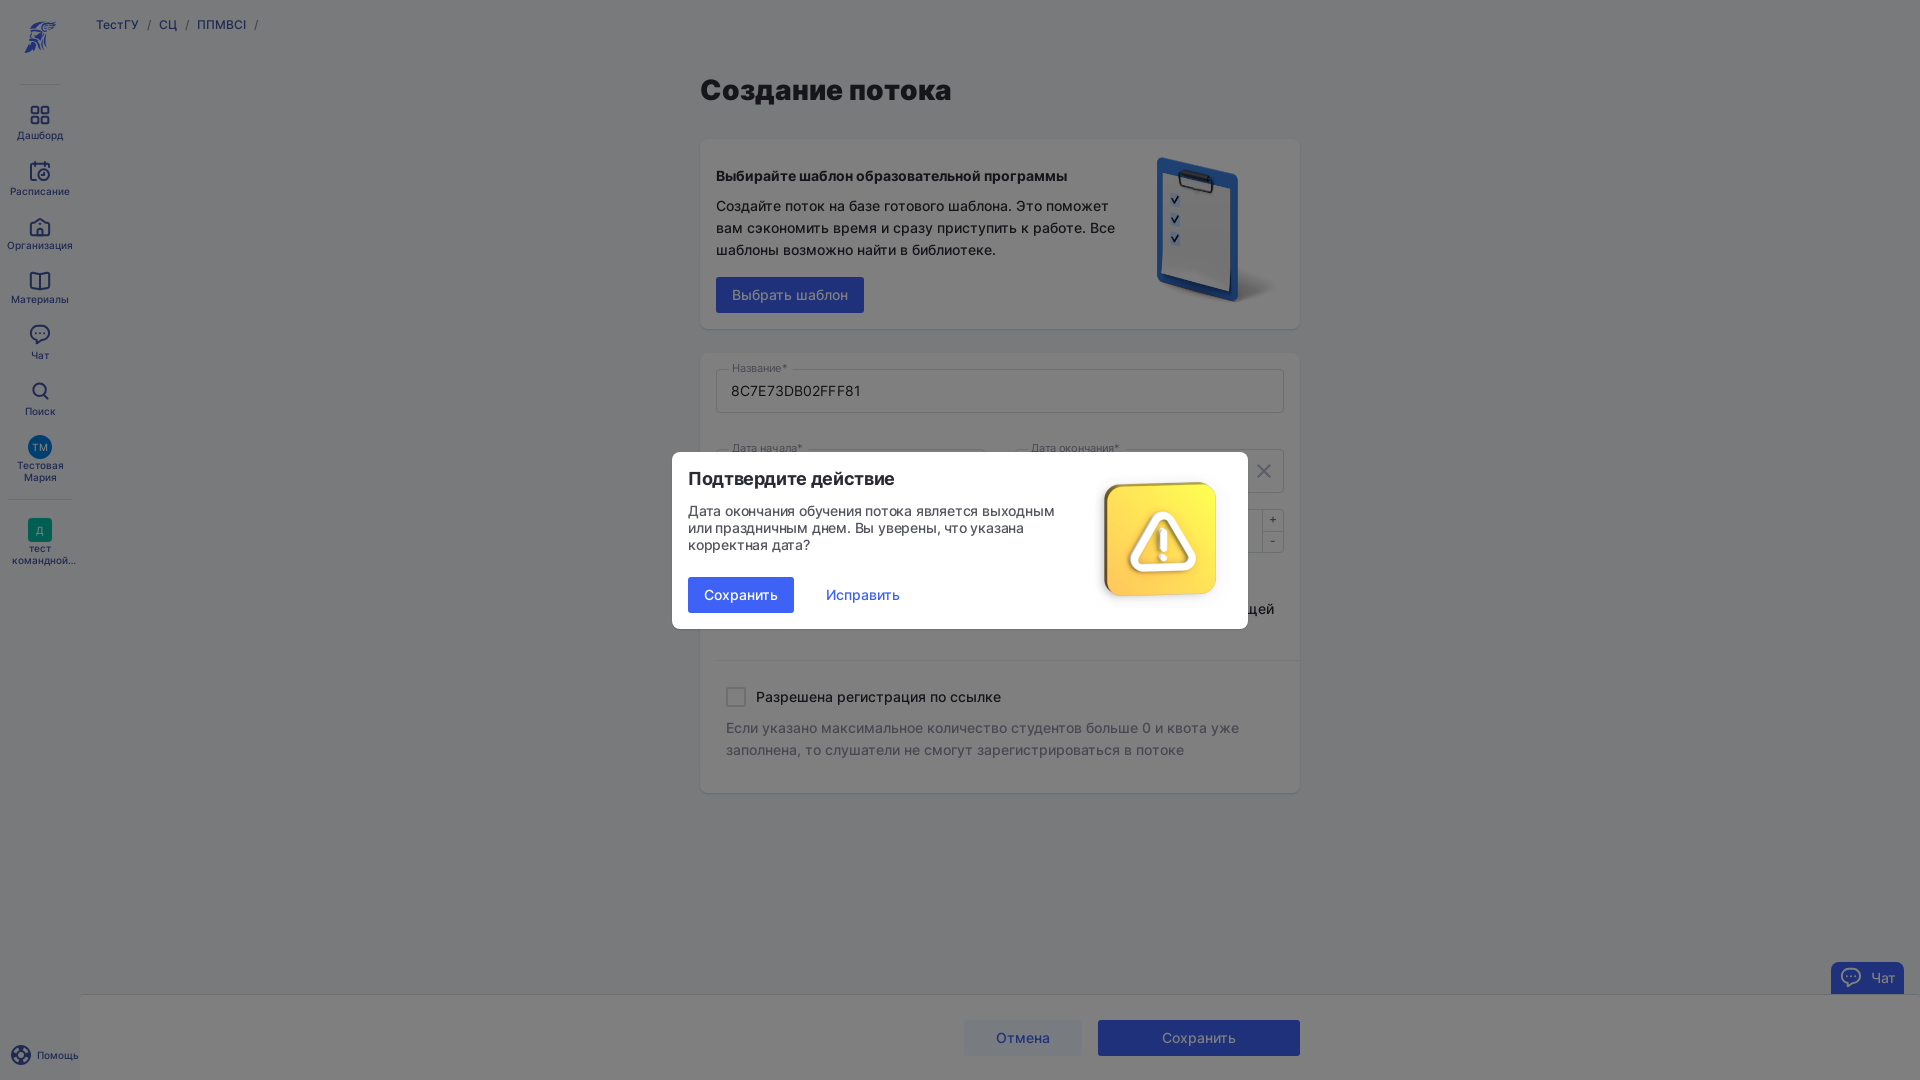 ТестГУ / СЦ / ППМВСІ /
Дашборд
Расписание
Организация
Материалы
Чат
Поиск
ТМ
Тестовая
Мария
Д
тест
командной...
Помощь
Создание потока
Выбирайте шаблон образовательной программы
Создайте поток на базе готового шаблона. Это поможет
вам сэкономить время и сразу приступить к работе. Все
шаблоны возможно найти в библиотеке.
Выбрать шаблон
Название*
8C7E73DB02FFF81
Дата начала* Дата окончания*
Подтвердите действие
Дата окончания обучения потока является выходным
или праздничным днем. Вы уверены, что указана
корректная дата?
Сохранить Исправить
+
-
щей
Разрешена регистрация по ссылке
Если указано максимальное количество студентов больше 0 и квота уже
заполнена, то слушатели не смогут зарегистрироваться в потоке
Чат
Отмена Сохранить